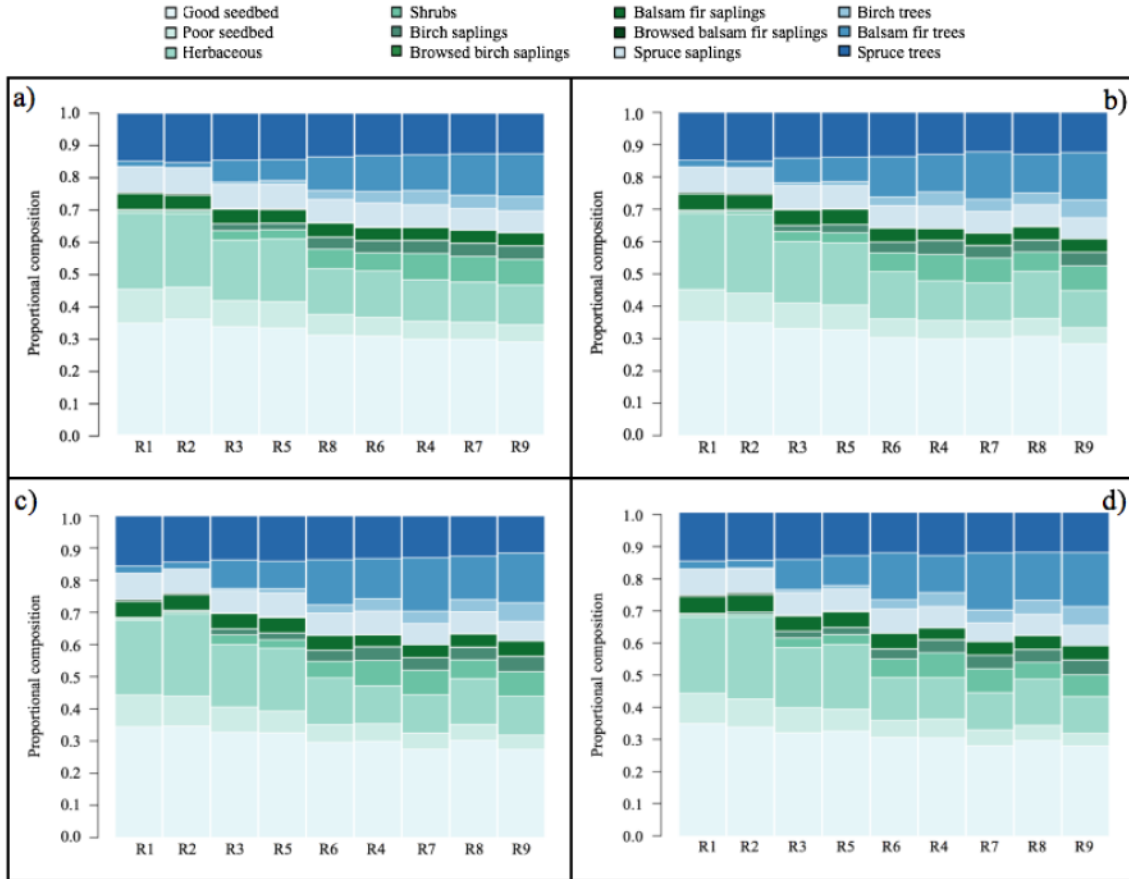 Good seedbed Shrubs Balsam fir saplings Birch trees
Poor seedbed Birch saplings Browsed balsam fir saplings Balsam fir trees
Herbaceous Browsed birch saplings Spruce saplings Spruce trees
a)
Proportional composition
1.0
0.9
0.8
0.7
0.6
0.5
0.4
0.3
0.2
0.1
0.0
R1 R2 R3 R5 R8 R6 R4 R7 R9
b)
Proportional composition
1.0
0.9
0.8
0.7
0.6
0.5
0.4
0.3
0.2
0.1
0.0
R1 R2 R3 R5 R6 R4 R7 R8 R9
c)
Proportional composition
1.0
0.9
0.8
0.7
0.6
0.5
0.4
0.3
0.2
0.1
0.0
R1 R2 R3 R5 R6 R4 R7 R8 R9
d)
Proportional composition
1.0
0.9
0.8
0.7
0.6
0.5
0.4
0.3
0.2
0.1
0.0
R1 R2 R3 R5 R6 R4 R7 R8 R9